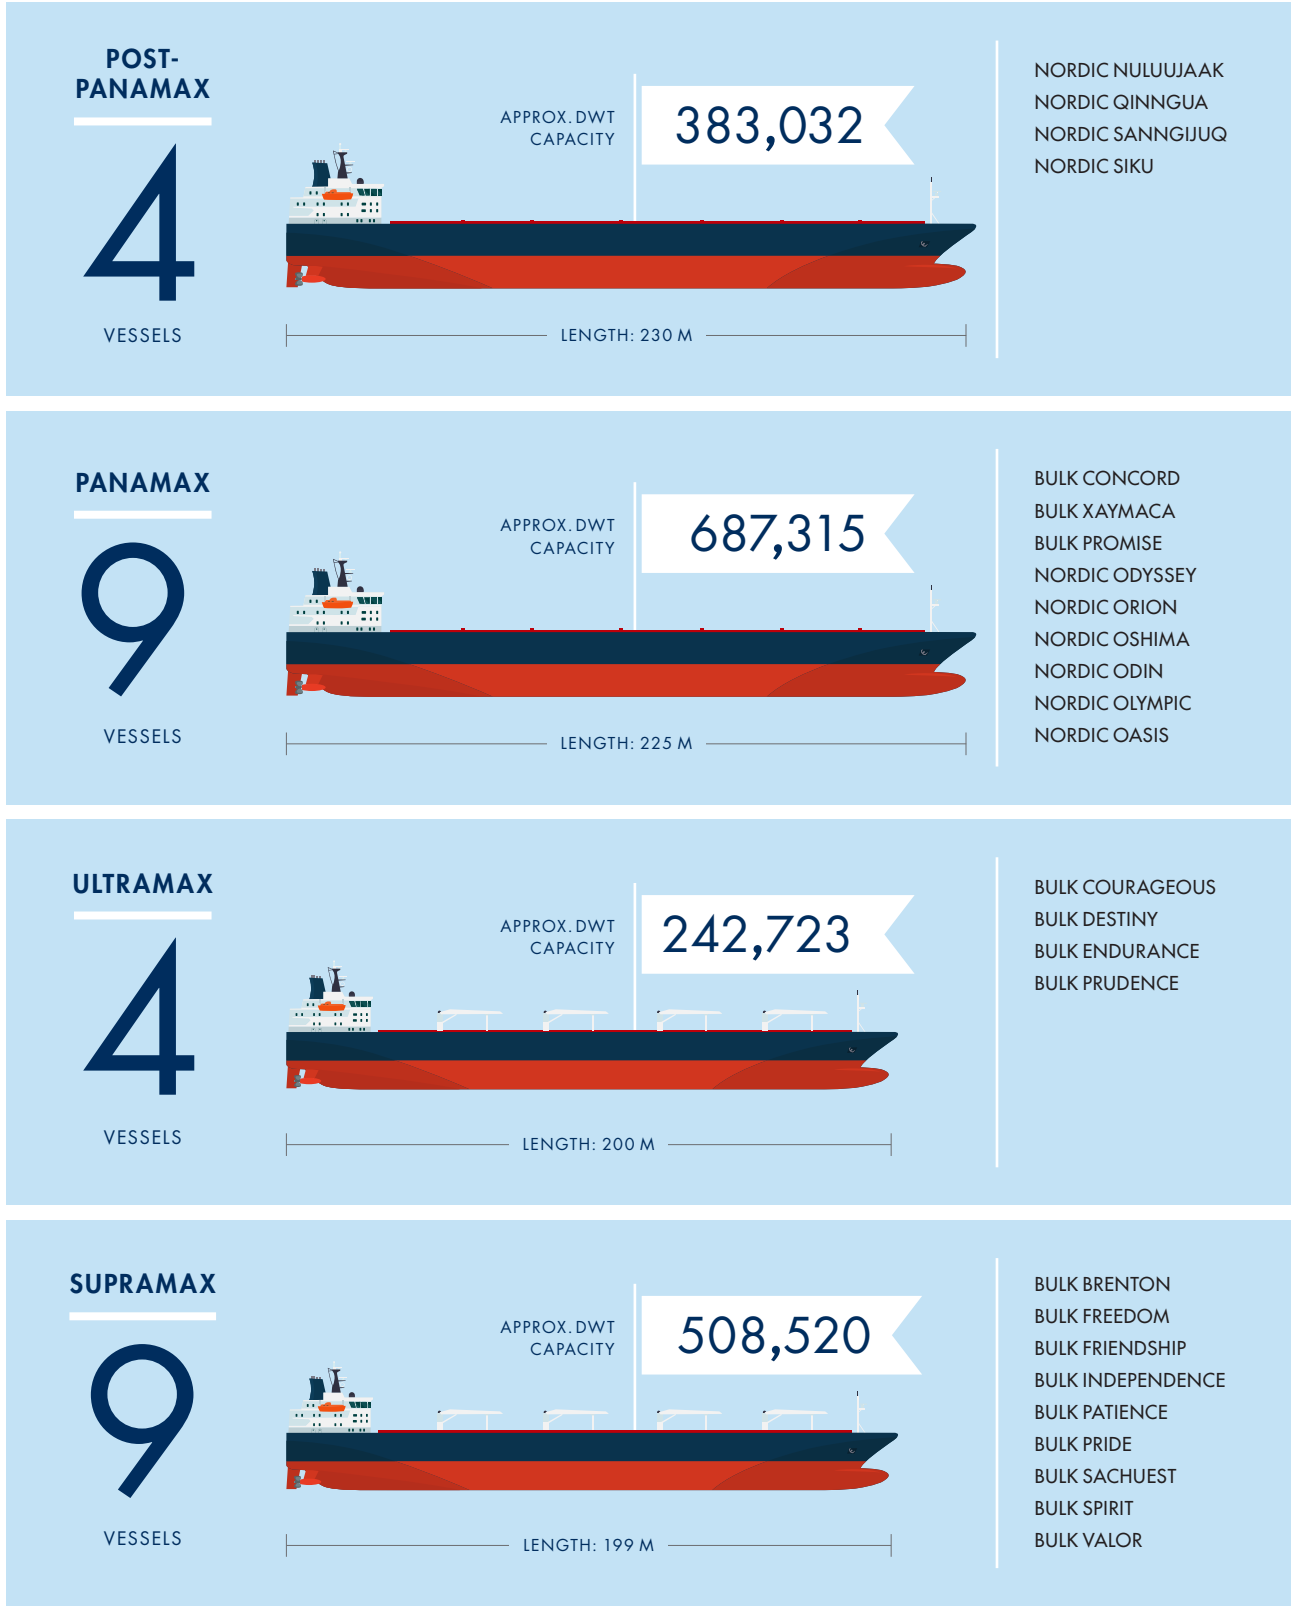 POST-
PANAMAX
4
VESSELS
APPROX. DWT
CAPACITY
383,032
LENGTH: 230 M
NORDIC NULUUJAAK
NORDIC QINNGUA
NORDIC SANNGIJUQ
NORDIC SIKU
PANAMAX
9
VESSELS
APPROX. DWT
CAPACITY
687,315
LENGTH: 225 M
BULK CONCORD
BULK XAYMACA
BULK PROMISE
NORDIC ODYSSEY
NORDIC ORION
NORDIC OSHIMA
NORDIC ODIN
NORDIC OLYMPIC
NORDIC OASIS
ULTRAMAX
4
VESSELS
APPROX. DWT
CAPACITY
242,723
LENGTH: 200 M
BULK COURAGEOUS
BULK DESTINY
BULK ENDURANCE
BULK PRUDENCE
SUPRAMAX
9
VESSELS
APPROX. DWT
CAPACITY
508,520
LENGTH: 199 M
BULK BRENTON
BULK FREEDOM
BULK FRIENDSHIP
BULK INDEPENDENCE
BULK PATIENCE
BULK PRIDE
BULK SACHUEST
BULK SPIRIT
BULK VALOR